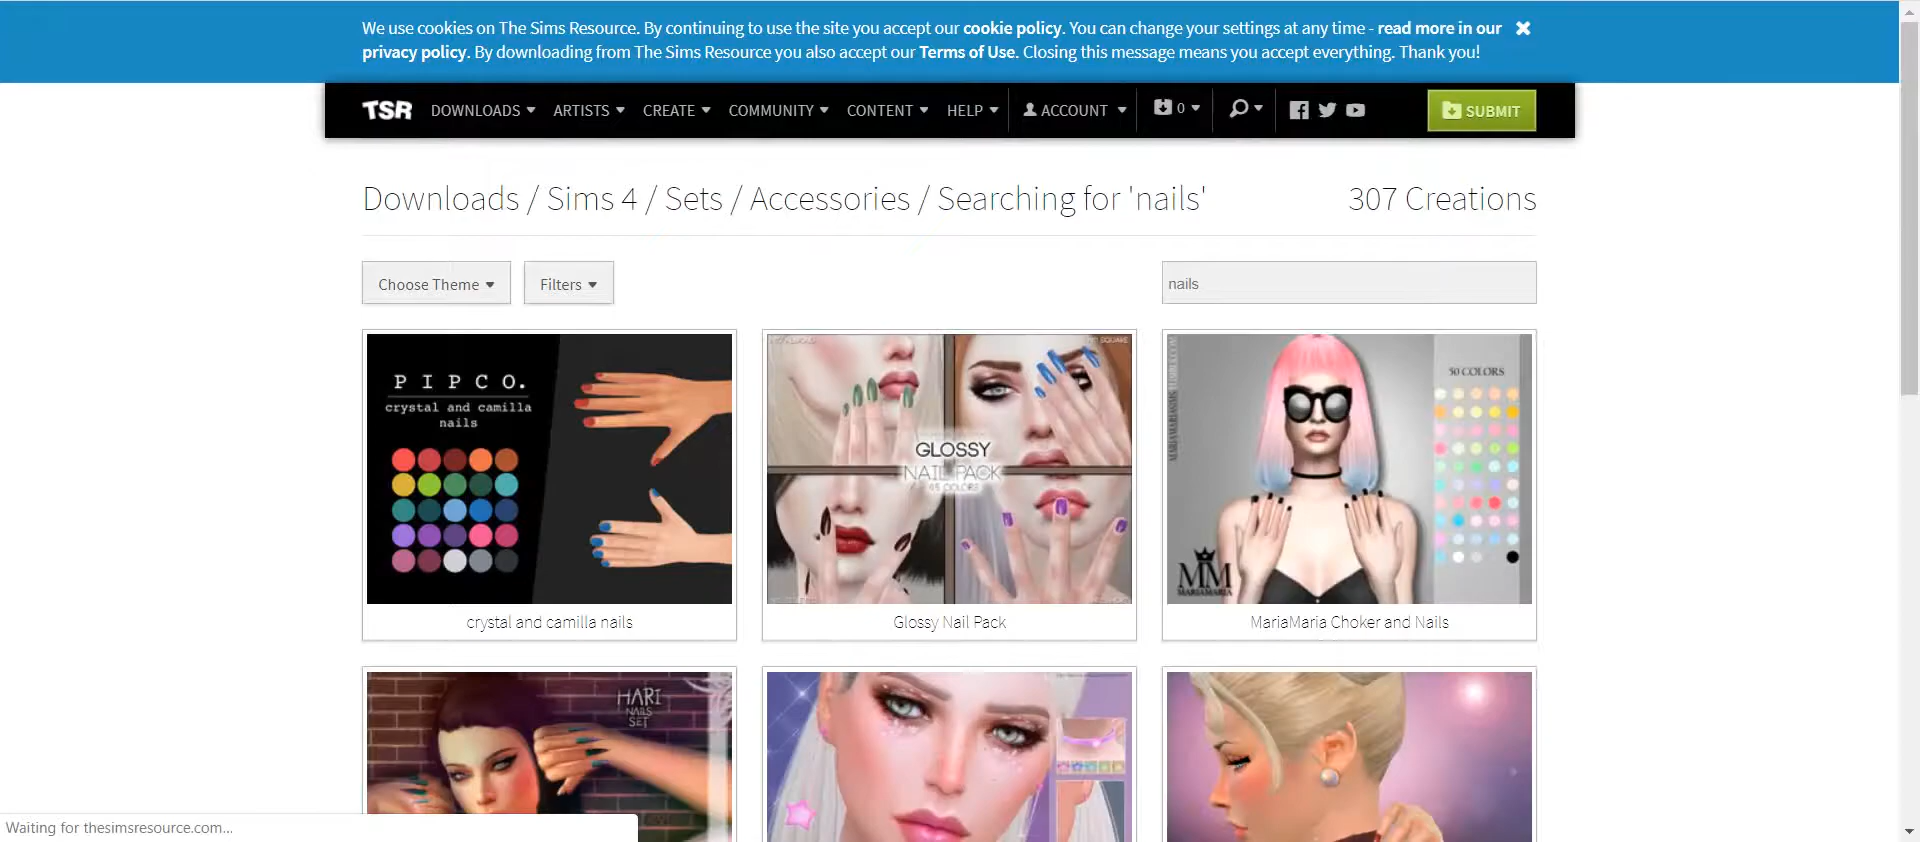 We use cookies on The Sims Resource. By continuing to use the site you accept our cookie policy. You can change your settings at any time - read more in our
privacy policy. By downloading from The Sims Resource you also accept our Terms of Use. Closing this message means you accept everything. Thank you!
TSR DOWNLOADS ARTISTS CREATE COMMUNITY CONTENT HELP ACCOUNT 0 SUBMIT
Downloads / Sims 4 / Sets / Accessories / Searching for 'nails' 307 Creations
Choose Theme Filters nails
PIPCO.
crystal and camilla
nails
GLOSSY
NAIL PACK
65 COLORS
50 COLORS
MM
MARIAMARIA
crystal and camilla nails Glossy Nail Pack MariaMaria Choker and Nails
HARI
NAILS
SET
Waiting for thesimsresource.com...